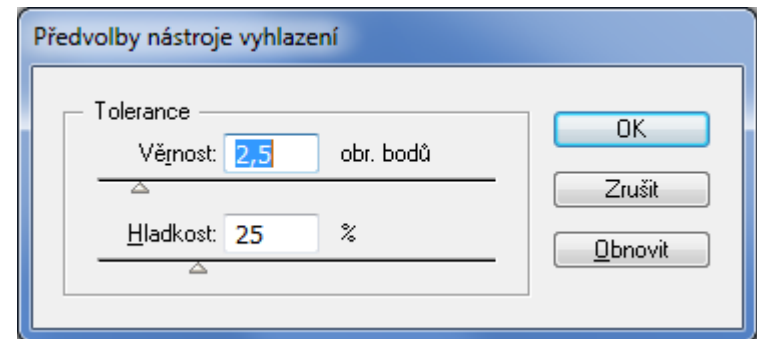 Předvolby nástroje vyhlazení
Tolerance
Věrnost: 2,5 obr. bodů
Hladkost: 25 %
OK
Zrušit
Obnovit